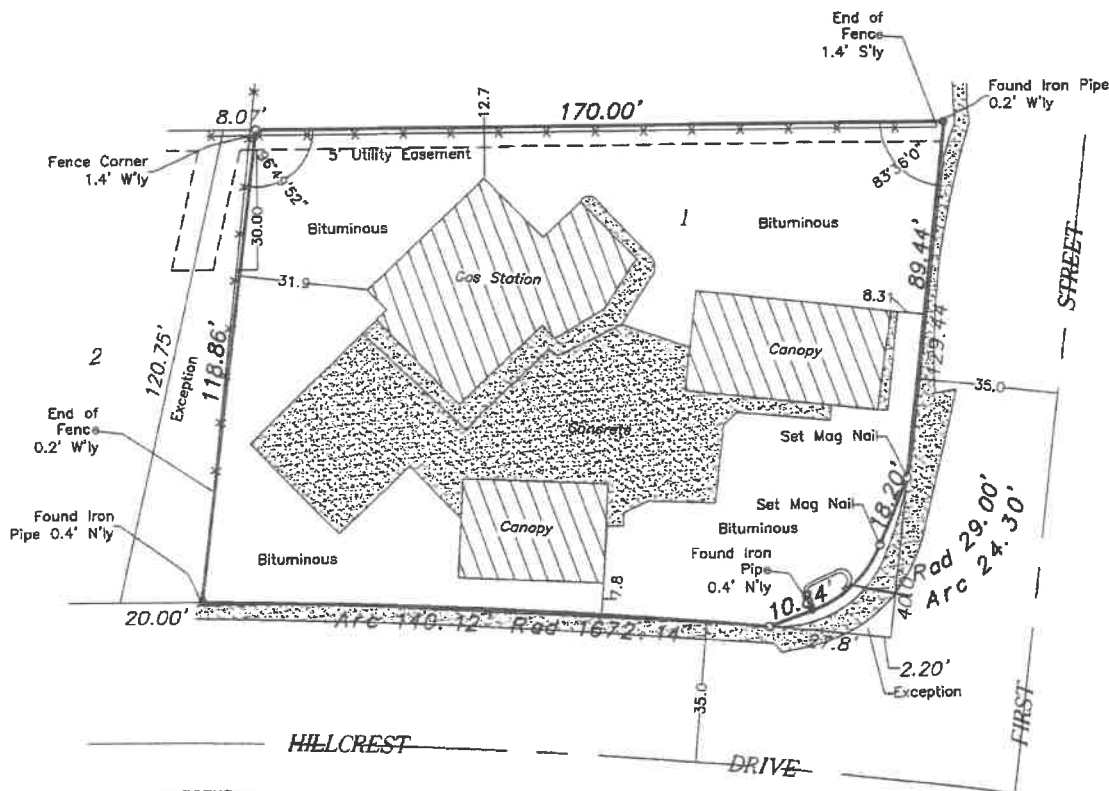 End of
Fence
1.4' S'ly
Found Iron Pipe
0.2' W'ly
8.07'
170.00'
12.7
Fence Corner
1.4' W'ly
5' Utility Easement
83°36'0"
30.00
Bituminous
1
Bituminous
Gas Station
31.9
89.44'
8.31
129.44
STREET
2
120.75'
Exception
118.86'
Canopy
35.0
End of
Fence
0.2' W'ly
Concrete
Set Mag Nail
18.20'
Set Mag Nail
Found Iron
Pipe 0.4' N'ly
Canopy
Bituminous
Bituminous
Found Iron
Pipe
0.4' N'ly
Rad 29.00'
Arc 24.30'
7.8
20.00'
Arc 140.12 Rad 1672.14
27.8'
2.20'
Exception
35.0
FIRST
HILLCREST
DRIVE